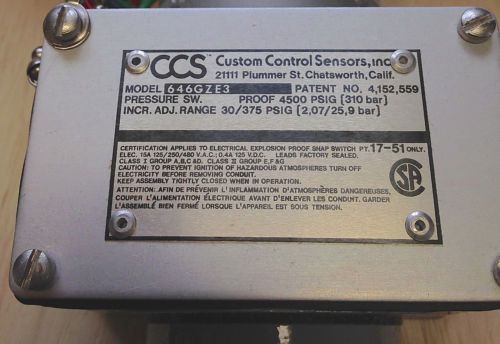 CCS™ Custom Control Sensors, inc
21111 Plummer St. Chatsworth, Calif.
MODEL 646GZE3 PATENT NO. 4,152,559
PRESSURE SW. PROOF 4500 PSIG [310 bar]
INCR. ADJ. RANGE 30/375 PSIG [2,07/25,9 bar]
CERTIFICATION APPLIES TO ELECTRICAL EXPLOSION PROOF SNAP SWITCH PT. 17-51 ONLY.
ELEC. 15A 125/250/480 V.A.C.; 0.4A 125 V.D.C. LEADS FACTORY SEALED.
CLASS I GROUP A,B,C &D. CLASS II GROUP E,F &G
CAUTION: TO PREVENT IGNITION OF HAZARDOUS ATMOSPHERES TURN OFF
ELECTRICITY BEFORE REMOVING CONDUIT.
KEEP ASSEMBLY TIGHTLY CLOSED WHEN IN OPERATION.
ATTENTION: AFIN DE PRÉVENIR L'INFLAMMATION D'ATMOSPHÈRES DANGEREUSES,
COUPER L'ALIMENTATION ÉLECTRIQUE AVANT D'ENLEVER LES CONDUIT. GARDER
L'ASSEMBLÉ BIEN FERMÉ LORSQUE L'APPAREIL EST SOUS TENSION.
SA